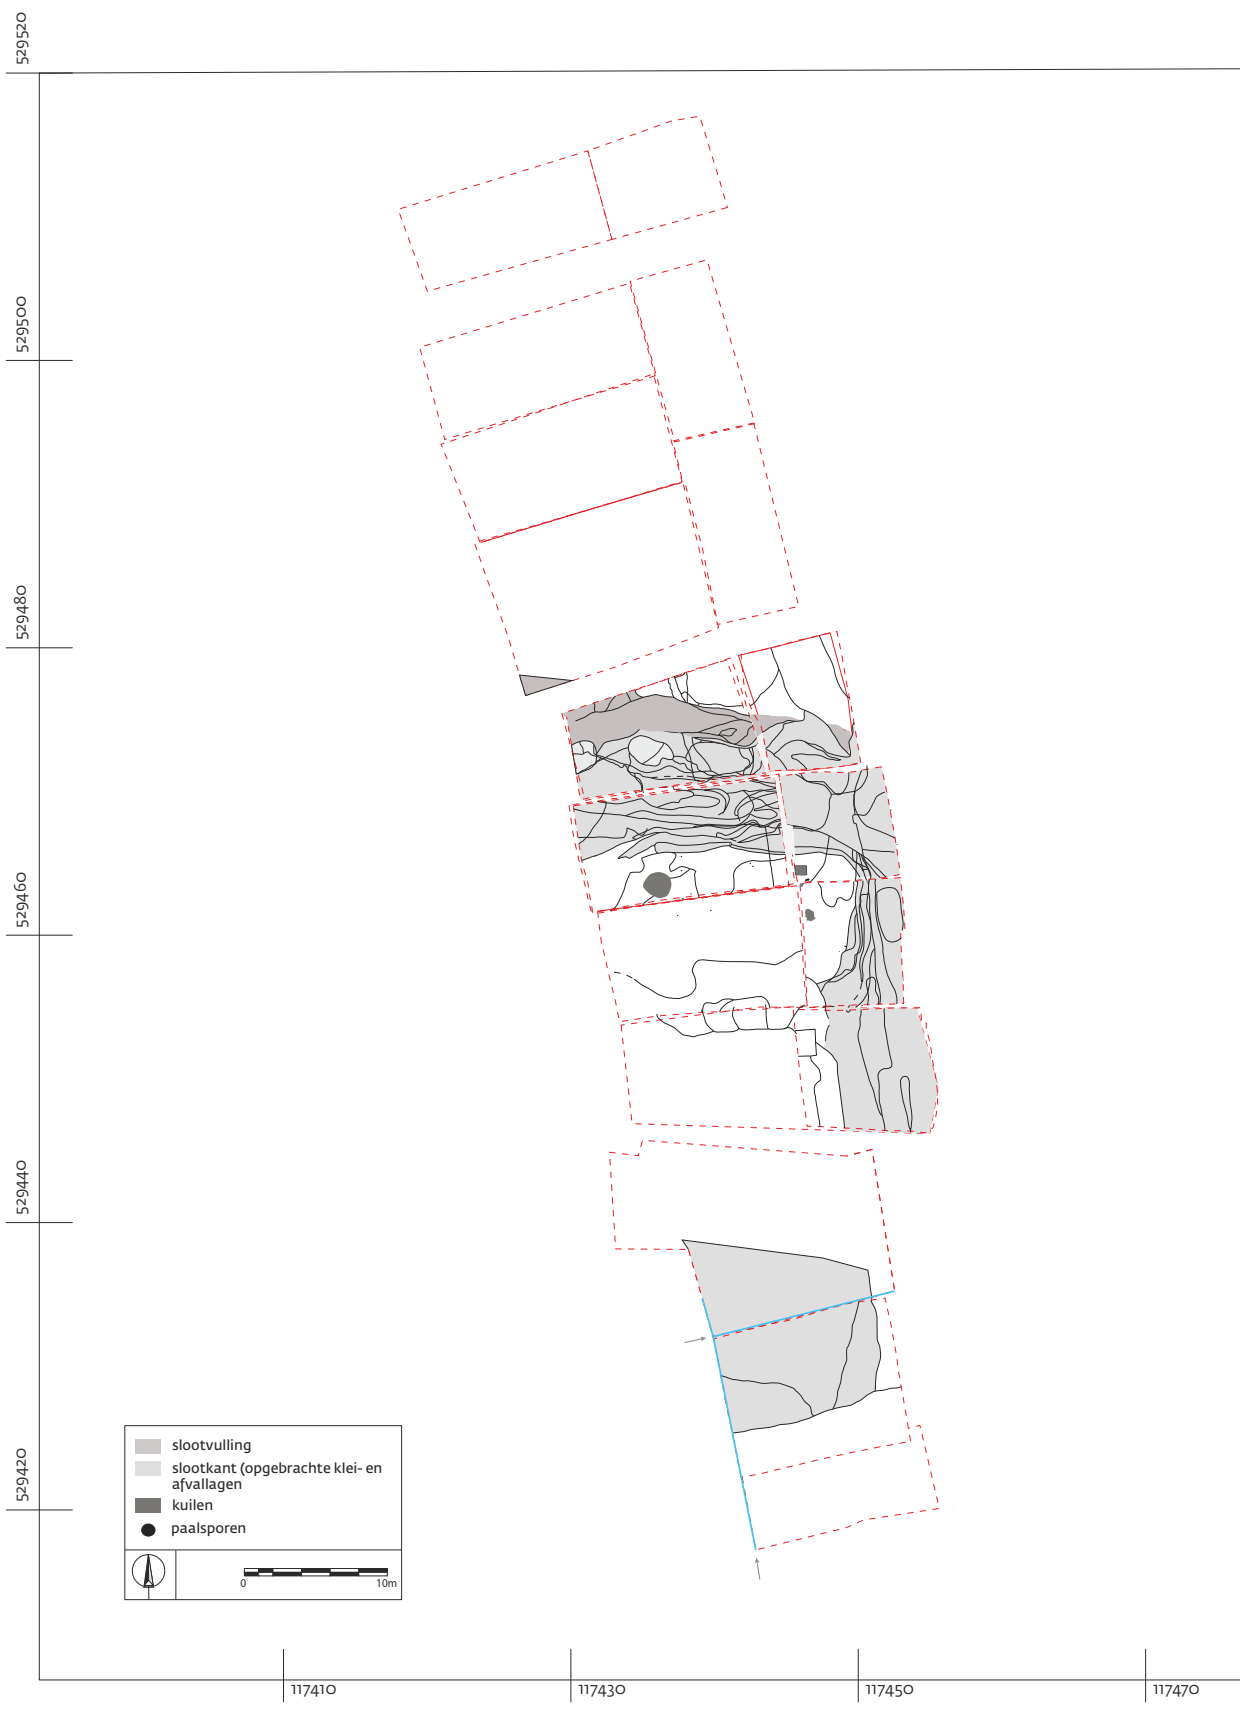 529520
529500
529480
529460
529440
529420
slootvulling
slootkant (opgebrachte klei- en
afvallagen
kuilen
paalsporen
0 10m
117410 117430 117450 117470